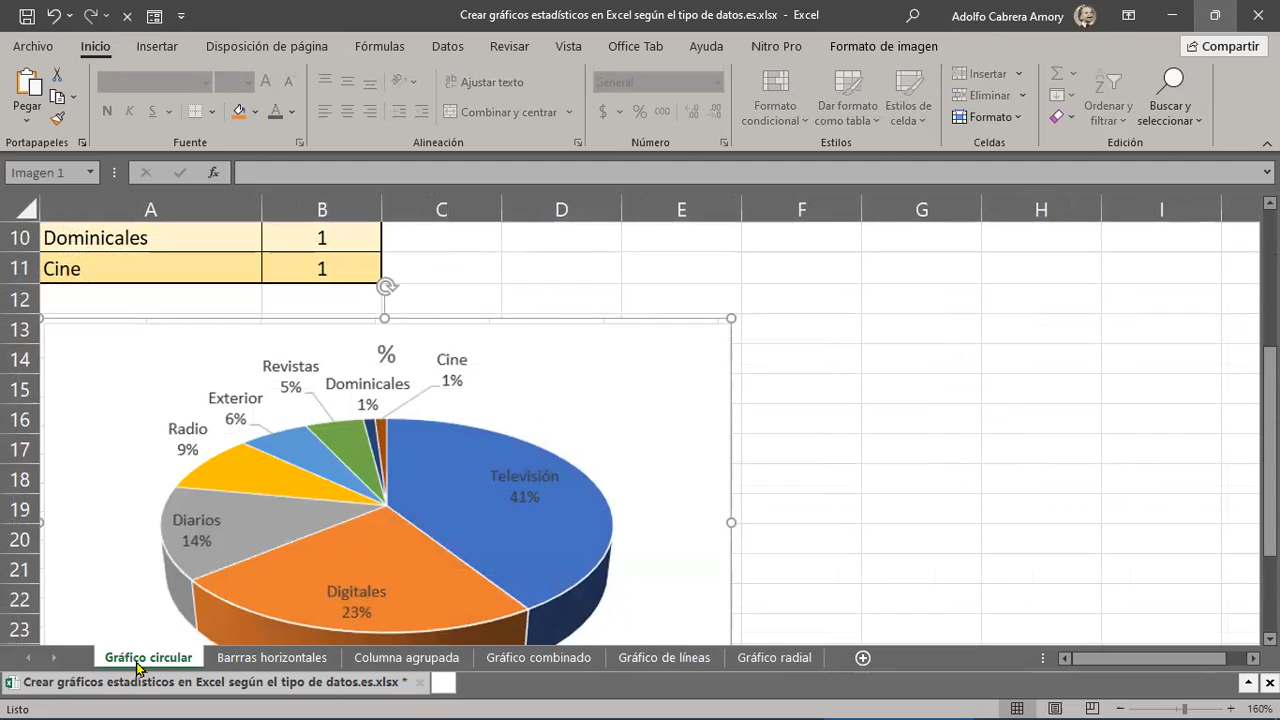 Crear gráficos estadísticos en Excel según el tipo de datos.es.xlsx - Excel
Adolfo Cabrera Amory
Archivo Inicio Insertar Disposición de página Fórmulas Datos Revisar Vista Office Tab Ayuda Nitro Pro Formato de imagen Compartir
Pegar
N K S
A A
Ajustar texto
Combinar y centrar
General
$ % 000
Formato condicional
Dar formato como tabla
Estilos de celda
Insertar
Eliminar
Formato
Ordenar y filtrar
Buscar y seleccionar
Portapapeles Fuente Alineación Número Estilos Celdas Edición
Imagen 1 fx
A B C D E F G H I
10 Dominicales 1
11 Cine 1
12
13
14
15
16
17
18
19
20
21
22
23
%
Cine
1%
Revistas
5%
Dominicales
1%
Exterior
6%
Radio
9%
Televisión
41%
Diarios
14%
Digitales
23%
Gráfico circular Barrras horizontales Columna agrupada Gráfico combinado Gráfico de líneas Gráfico radial
Crear gráficos estadísticos en Excel según el tipo de datos.es.xlsx *
Listo 160%